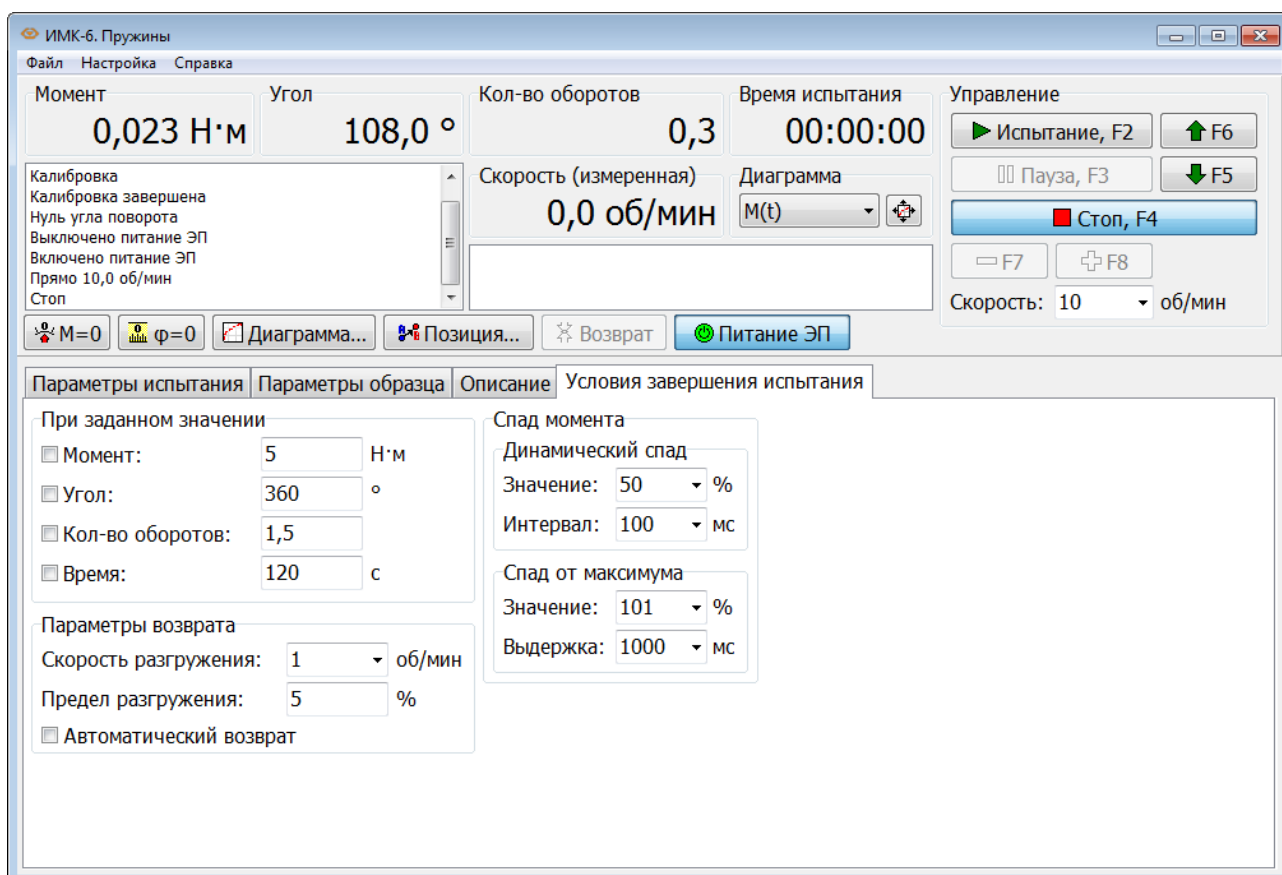 ИМК-6. Пружины
Файл Настройка Справка
Момент Угол Кол-во оборотов Время испытания Управление
0,023 Н·м 108,0 ° 0,3 00:00:00
Испытание, F2 F6
Пауза, F3 F5
Стоп, F4
F7 F8
Скорость: 10 об/мин
Калибровка
Калибровка завершена
Нуль угла поворота
Выключено питание ЭП
Включено питание ЭП
Прямо 10,0 об/мин
Стоп
Скорость (измеренная) Диаграмма
0,0 об/мин M(t)
M=0 φ=0 Диаграмма... Позиция... Возврат Питание ЭП
Параметры испытания Параметры образца Описание Условия завершения испытания
При заданном значении
Момент: 5 Н·м
Угол: 360 °
Кол-во оборотов: 1,5
Время: 120 с
Параметры возврата
Скорость разгружения: 1 об/мин
Предел разгружения: 5 %
Автоматический возврат
Спад момента
Динамический спад
Значение: 50 %
Интервал: 100 мс
Спад от максимума
Значение: 101 %
Выдержка: 1000 мс